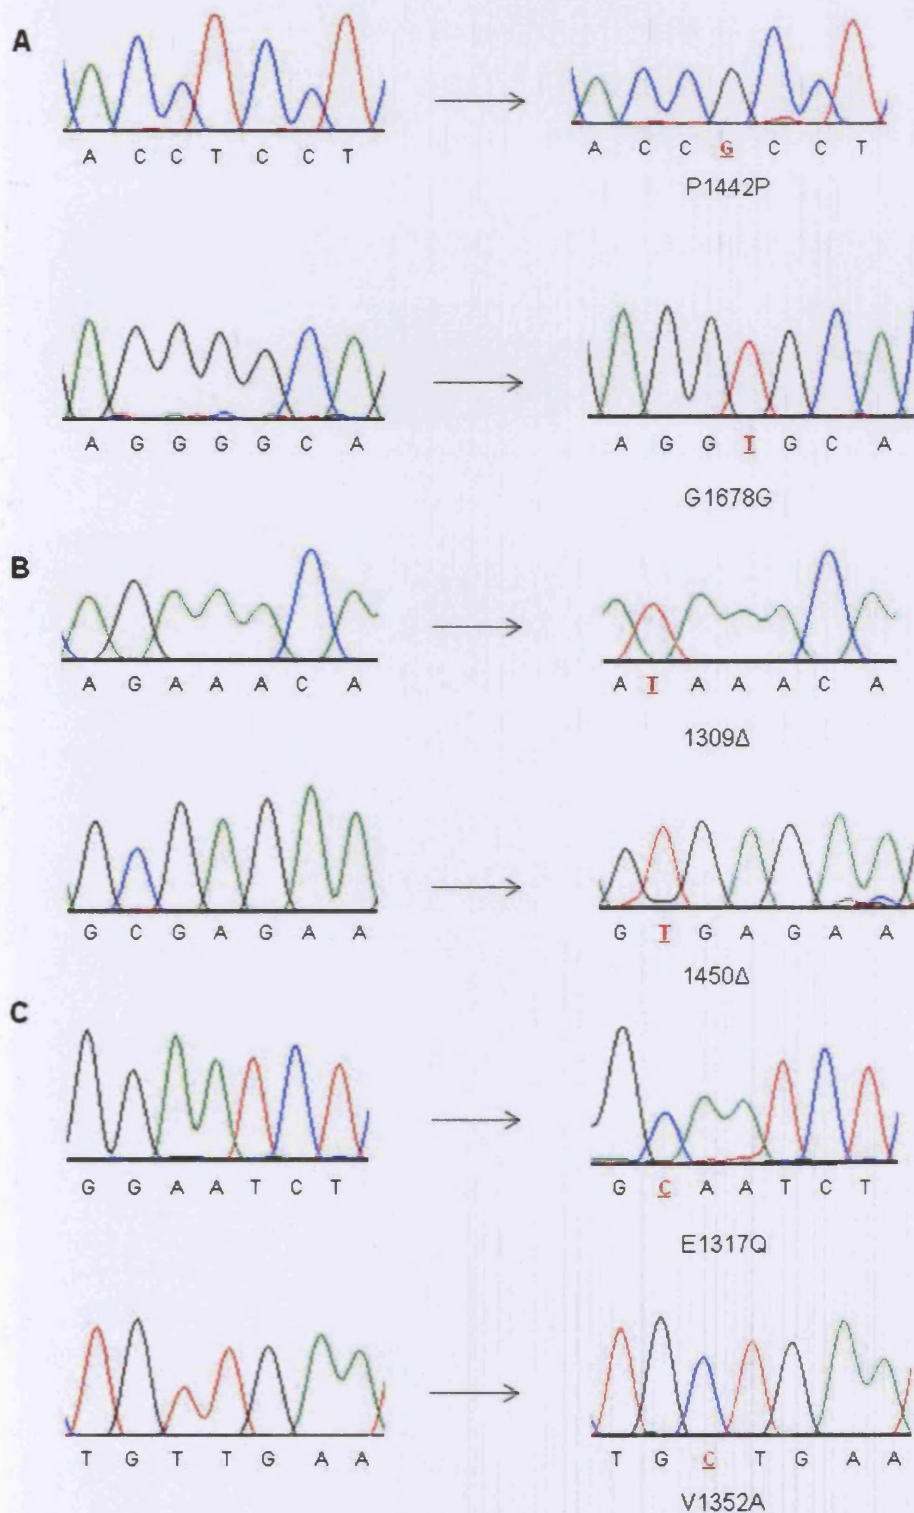 A
A C C T C C T
A C C G C C T
P1442P
A G G G G C A
A G G T G C A
G1678G
B
A G A A A C A
A T A A A C A
1309Δ
G C G A G A A
G T G A G A A
1450Δ
C
G G A A T C T
G C A A T C T
E1317Q
T G T T G A A
T G C T G A A
V1352A